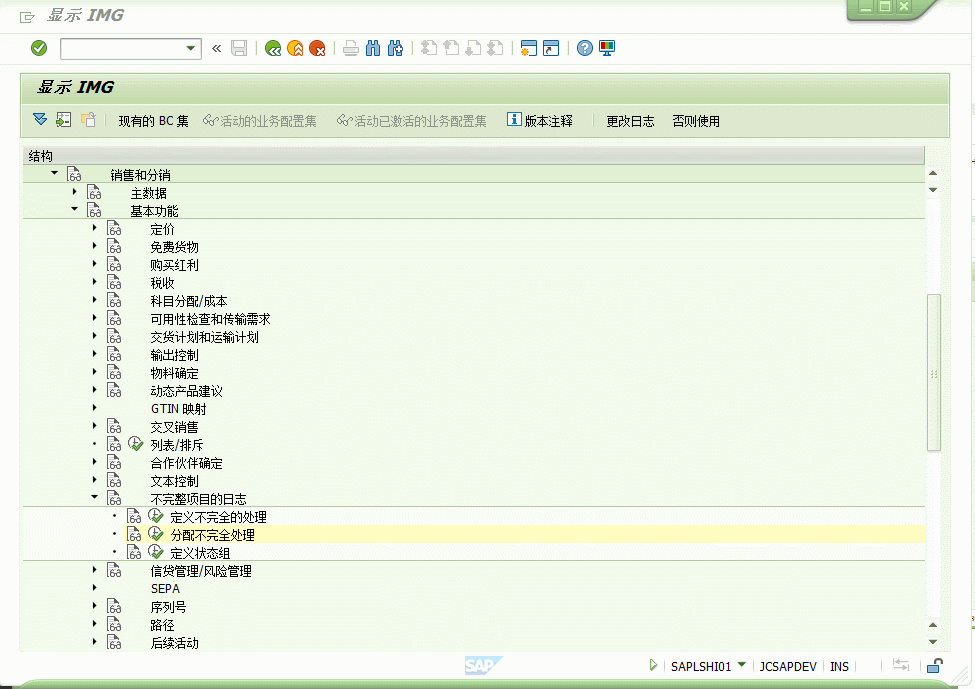 显示 IMG
显示 IMG
现有的 BC 集 活动的业务配置集 活动已激活的业务配置集 版本注释 更改日志 否则使用
结构
销售和分销
主数据
基本功能
定价
免费货物
购买红利
税收
科目分配/成本
可用性检查和传输需求
交货计划和运输计划
输出控制
物料确定
动态产品建议
GTIN 映射
交叉销售
列表/排斥
合作伙伴确定
文本控制
不完整项目的日志
定义不完全的处理
分配不完全处理
定义状态组
信贷管理/风险管理
SEPA
序列号
路径
后续活动
SAP SAPLSHI01 JCSAPDEV INS